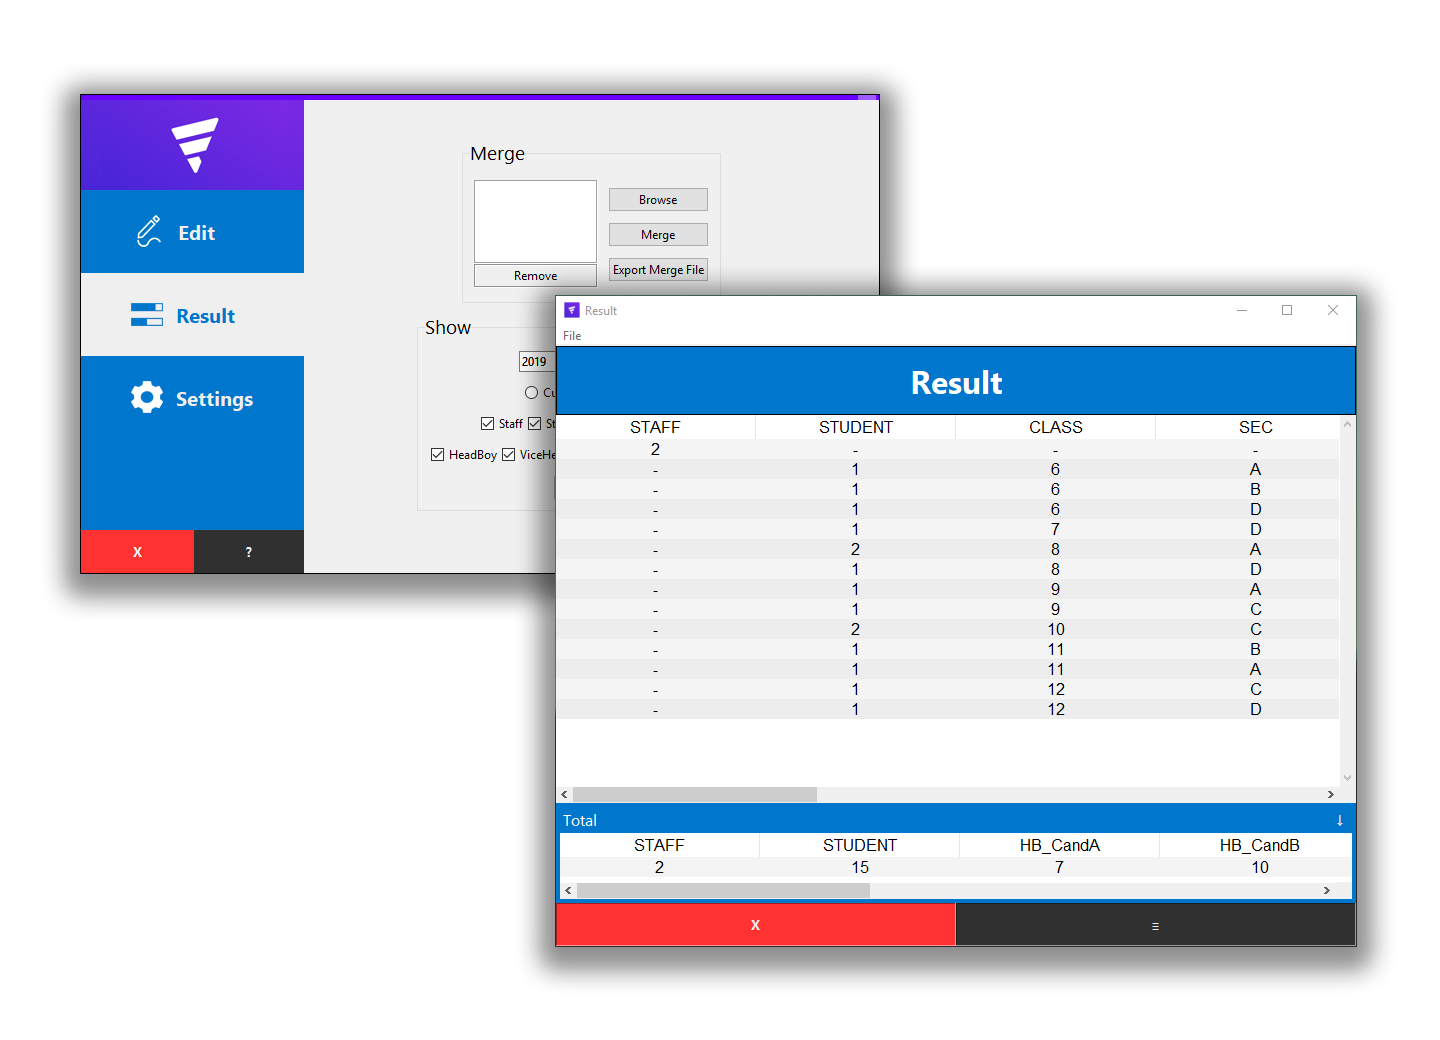 Merge
Browse
Merge
Export Merge File
Remove
Edit
Result
Settings
X ?
Show
2019
Staff
HeadBoy
Result
File
Result
STAFF STUDENT CLASS SEC
2 - - -
- 1 6 A
- 1 6 B
- 1 6 D
- 1 7 D
- 2 8 A
- 1 8 D
- 1 9 A
- 1 9 C
- 2 10 C
- 1 11 B
- 1 11 A
- 1 12 C
- 1 12 D
Total ↓
STAFF STUDENT HB_CandA HB_CandB
2 15 7 10
X ≡